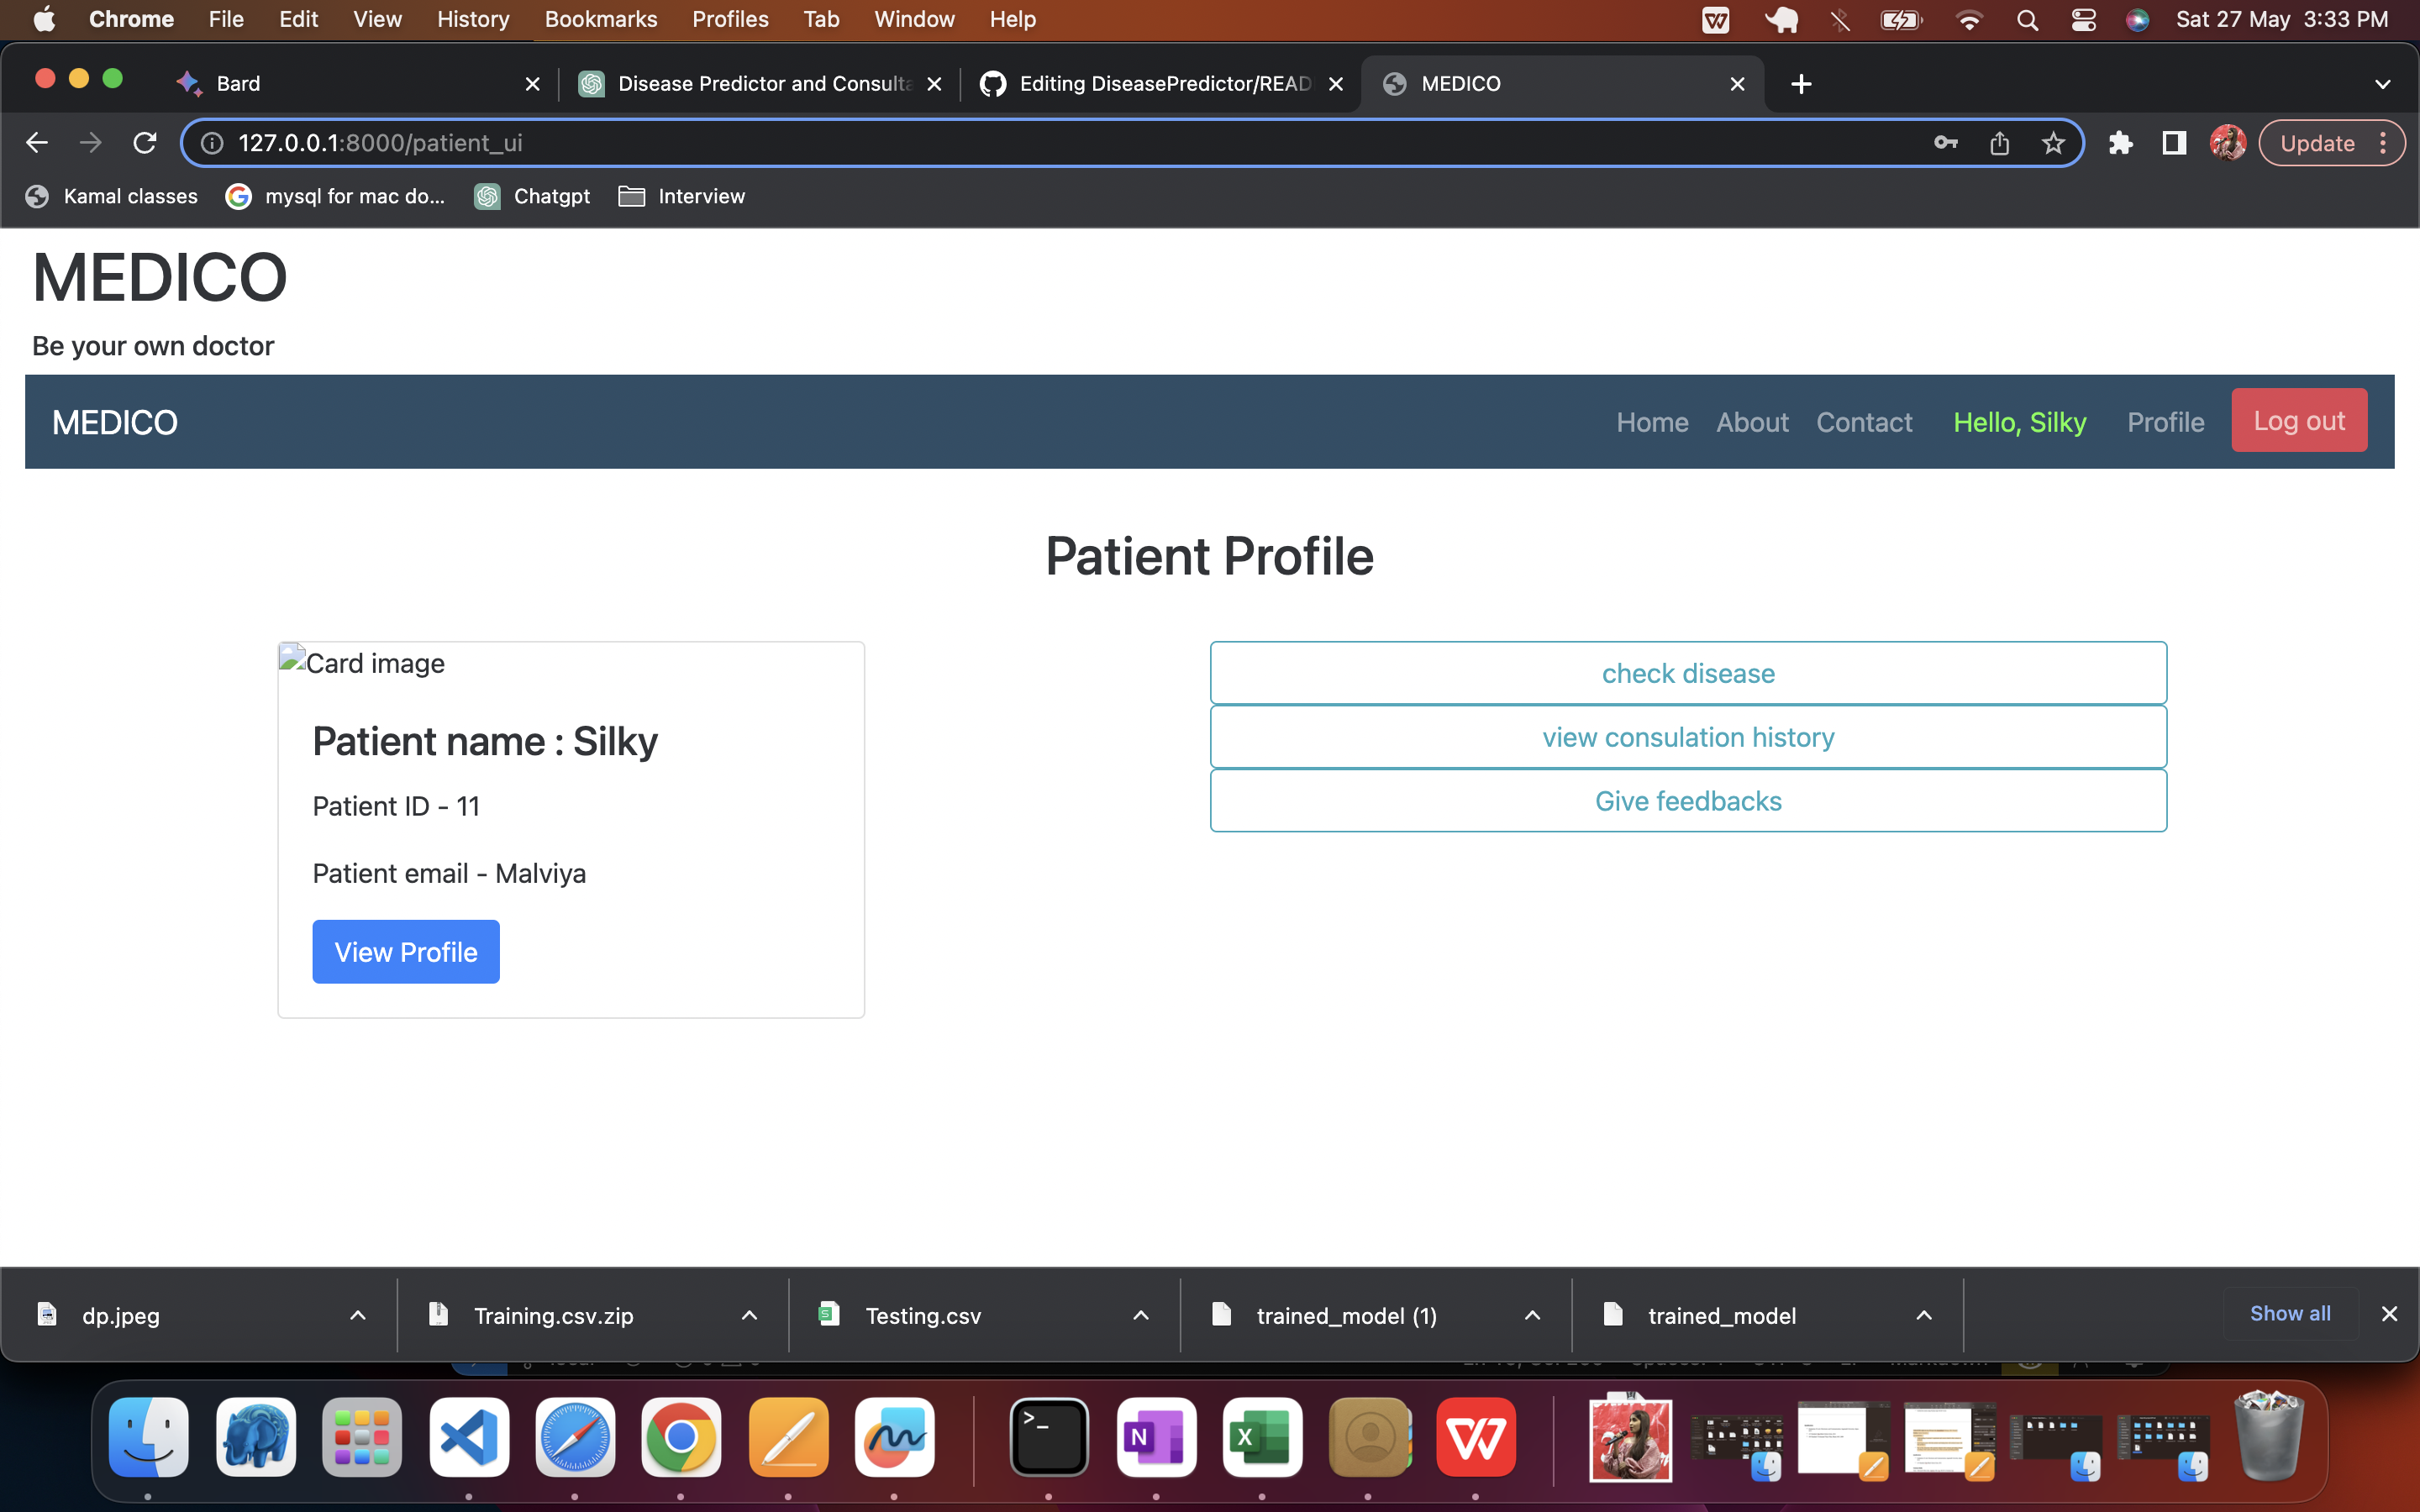 Chrome File Edit View History Bookmarks Profiles Tab Window Help Sat 27 May 3:33 PM
Bard Disease Predictor and Consulta Editing DiseasePredictor/READ MEDICO
127.0.0.1:8000/patient_ui Update
Kamal classes mysql for mac do... Chatgpt Interview
MEDICO
Be your own doctor
MEDICO Home About Contact Hello, Silky Profile Log out
Patient Profile
Card image
Patient name : Silky
Patient ID - 11
Patient email - Malviya
View Profile
check disease
view consulation history
Give feedbacks
dp.jpeg Training.csv.zip Testing.csv trained_model (1) trained_model Show all